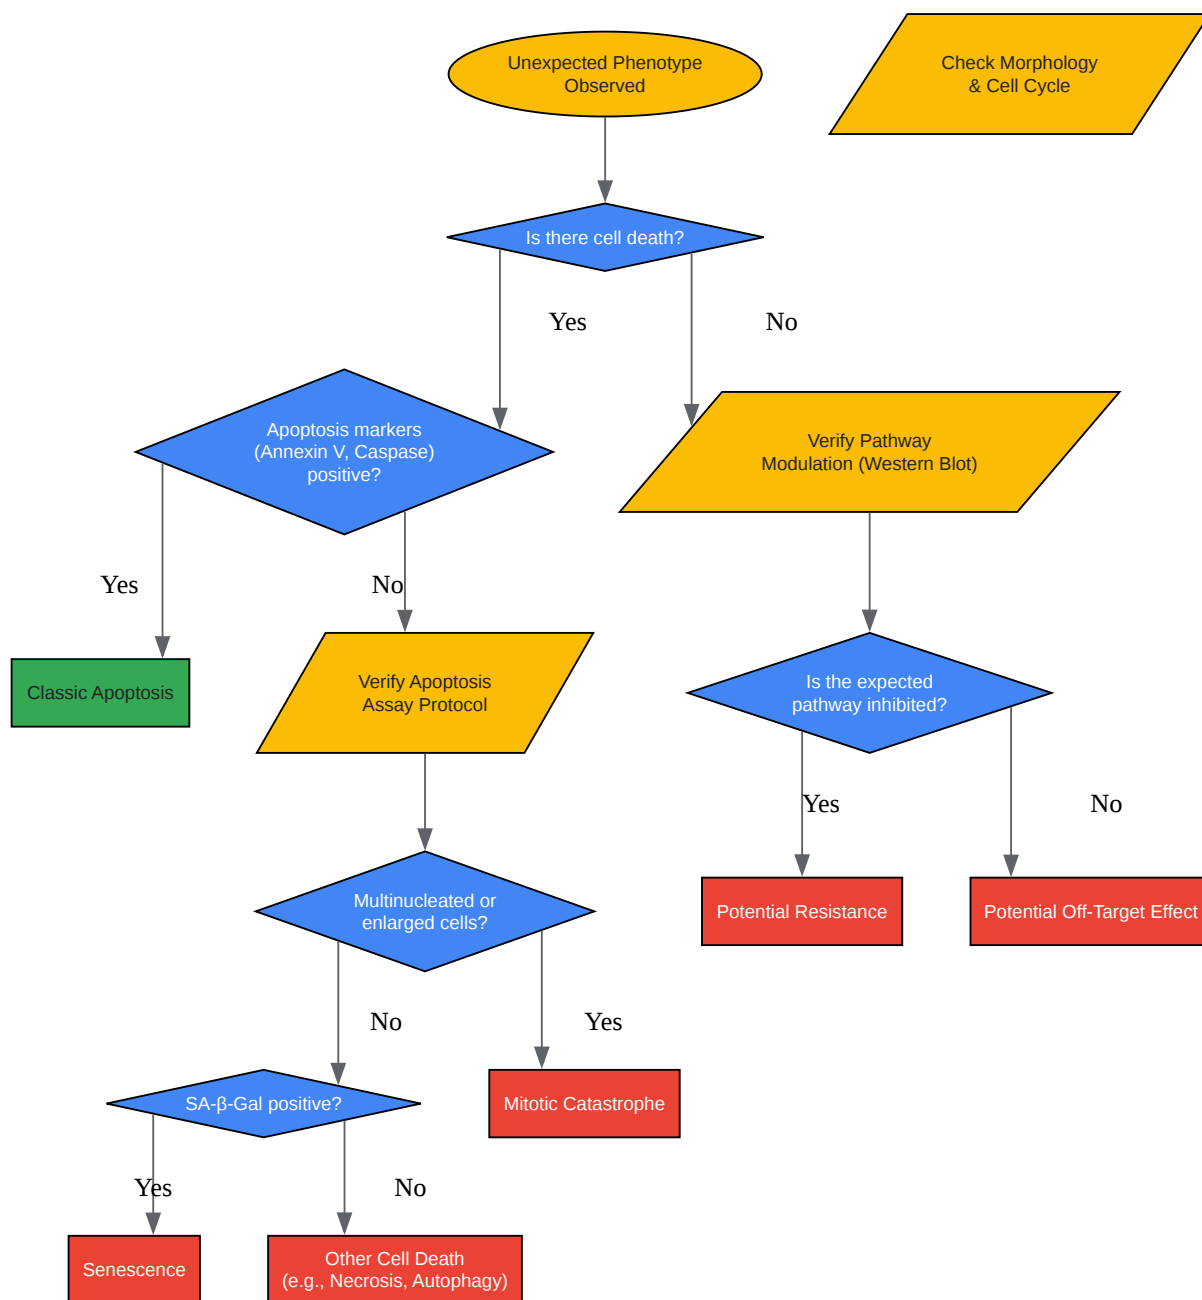 Unexpected Phenotype
Observed
Check Morphology
& Cell Cycle
Is there cell death?
Yes
No
Apoptosis markers
(Annexin V, Caspase)
positive?
Verify Pathway
Modulation (Western Blot)
Yes
No
Classic Apoptosis
Verify Apoptosis
Assay Protocol
Is the expected
pathway inhibited?
Yes
No
Multinucleated or
enlarged cells?
Potential Resistance
Potential Off-Target Effect
No
Yes
SA-β-Gal positive?
Mitotic Catastrophe
Yes
No
Senescence
Other Cell Death
(e.g., Necrosis, Autophagy)